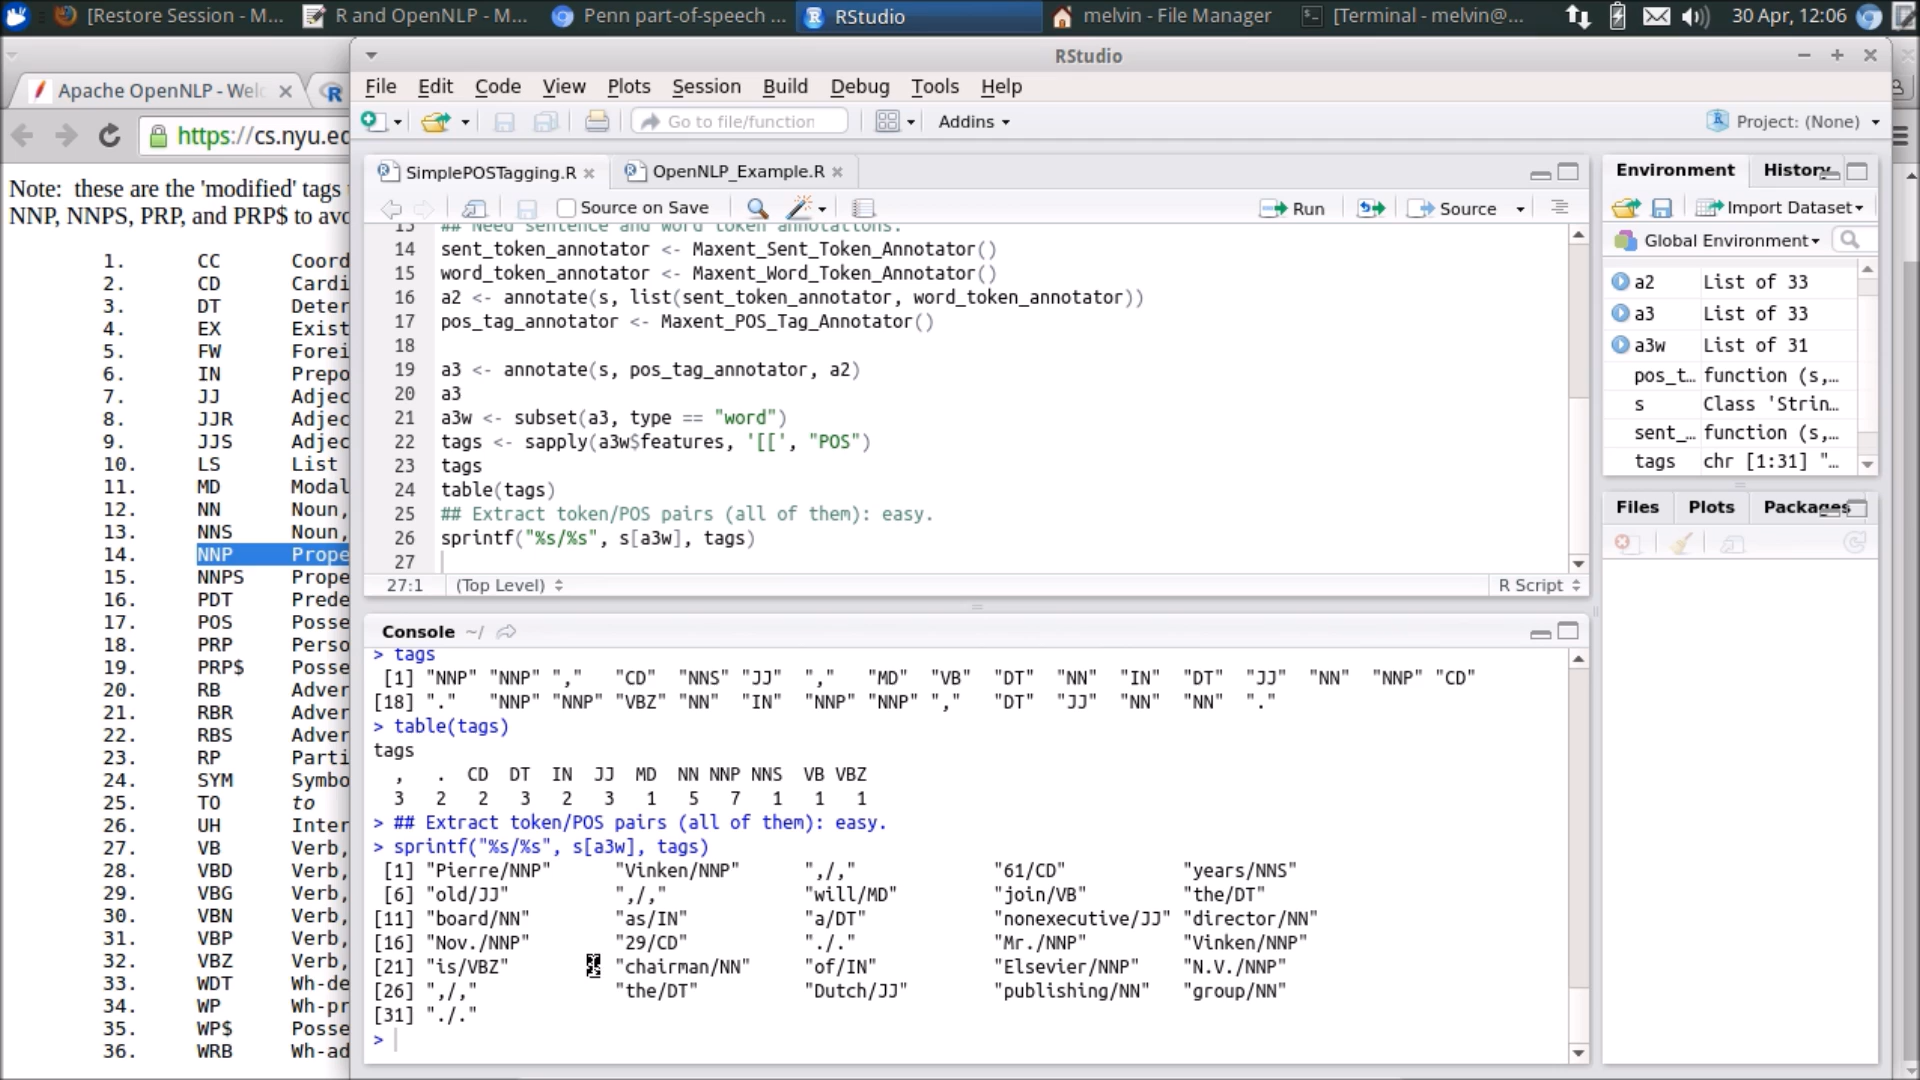 [Restore Session - M...
R and OpenNLP - M...
Penn part-of-speech ...
RStudio
melvin - File Manager
[Terminal - melvin@...
30 Apr, 12:06
RStudio
Apache OpenNLP - Welc
https://cs.nyu.ed
Note: these are the 'modified' tags
NNP, NNPS, PRP, and PRP$ to avo
1. CC Coord
2. CD Cardi
3. DT Deter
4. EX Exist
5. FW Forei
6. IN Prepo
7. JJ Adjec
8. JJR Adjec
9. JJS Adjec
10. LS List
11. MD Modal
12. NN Noun,
13. NNS Noun,
14. NNP Prope
15. NNPS Prope
16. PDT Prede
17. POS Posse
18. PRP Perso
19. PRP$ Posse
20. RB Adver
21. RBR Adver
22. RBS Adver
23. RP Parti
24. SYM Symbo
25. TO to
26. UH Inter
27. VB Verb,
28. VBD Verb,
29. VBG Verb,
30. VBN Verb,
31. VBP Verb,
32. VBZ Verb,
33. WDT Wh-de
34. WP Wh-pr
35. WP$ Posse
36. WRB Wh-ad
File Edit Code View Plots Session Build Debug Tools Help
Go to file/function
Addins
Project: (None)
SimplePOSTagging.R
OpenNLP_Example.R
Source on Save
Run
Source
13 ## Need sentence and word token annotations.
14 sent_token_annotator <- Maxent_Sent_Token_Annotator()
15 word_token_annotator <- Maxent_Word_Token_Annotator()
16 a2 <- annotate(s, list(sent_token_annotator, word_token_annotator))
17 pos_tag_annotator <- Maxent_POS_Tag_Annotator()
18
19 a3 <- annotate(s, pos_tag_annotator, a2)
20 a3
21 a3w <- subset(a3, type == "word")
22 tags <- sapply(a3w$features, '[[', "POS")
23 tags
24 table(tags)
25 ## Extract token/POS pairs (all of them): easy.
26 sprintf("%s/%s", s[a3w], tags)
27
27:1 (Top Level) R Script
Console ~/
> tags
[1] "NNP" "NNP" "," "CD" "NNS" "JJ" "," "MD" "VB" "DT" "NN" "IN" "DT" "JJ" "NN" "NNP" "CD"
[18] "." "NNP" "NNP" "VBZ" "NN" "IN" "NNP" "NNP" "," "DT" "JJ" "NN" "NN" "."
> table(tags)
tags
, . CD DT IN JJ MD NN NNP NNS VB VBZ
3 2 2 3 2 3 1 5 7 1 1 1
> ## Extract token/POS pairs (all of them): easy.
> sprintf("%s/%s", s[a3w], tags)
[1] "Pierre/NNP" "Vinken/NNP" ",/," "61/CD" "years/NNS"
[6] "old/JJ" ",/," "will/MD" "join/VB" "the/DT"
[11] "board/NN" "as/IN" "a/DT" "nonexecutive/JJ" "director/NN"
[16] "Nov./NNP" "29/CD" "./." "Mr./NNP" "Vinken/NNP"
[21] "is/VBZ" "chairman/NN" "of/IN" "Elsevier/NNP" "N.V./NNP"
[26] ",/," "the/DT" "Dutch/JJ" "publishing/NN" "group/NN"
[31] "./."
>
Environment History
Import Dataset
Global Environment
a2 List of 33
a3 List of 33
a3w List of 31
pos_t... function (s,...
s Class 'Strin...
sent_... function (s,...
tags chr [1:31] "...
Files Plots Packages